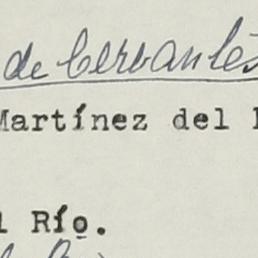 de Cervantes
Martínez del
l Río.